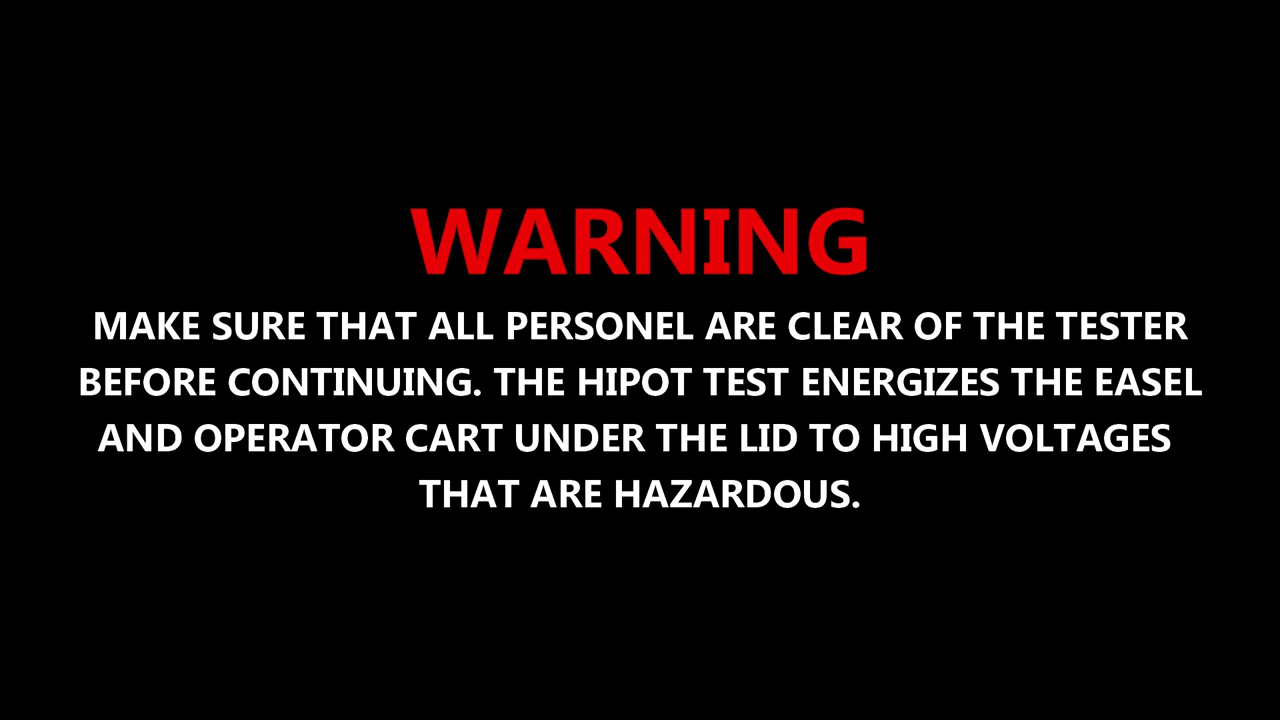 WARNING
MAKE SURE THAT ALL PERSONEL ARE CLEAR OF THE TESTER
BEFORE CONTINUING. THE HIPOT TEST ENERGIZES THE EASEL
AND OPERATOR CART UNDER THE LID TO HIGH VOLTAGES
THAT ARE HAZARDOUS.